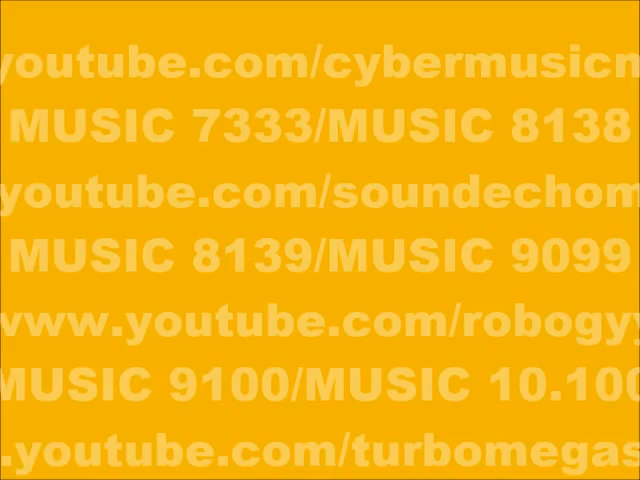 youtube.com/cybermusicn
MUSIC 7333/MUSIC 8138
youtube.com/soundechom
MUSIC 8139/MUSIC 9099
www.youtube.com/robogyy
MUSIC 9100/MUSIC 10.100
.youtube.com/turbomegas